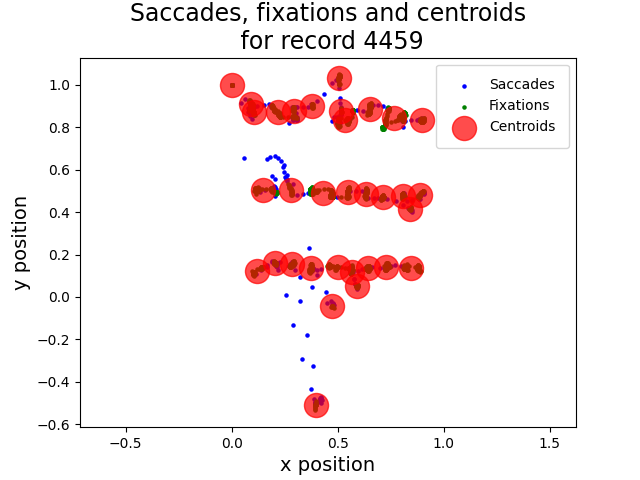 Saccades, fixations and centroids
for record 4459
Saccades
Fixations
Centroids
1.0
0.8
0.6
0.4
0.2
0.0
−0.2
−0.4
−0.6
y position
−0.5
0.0
0.5
1.0
1.5
x position